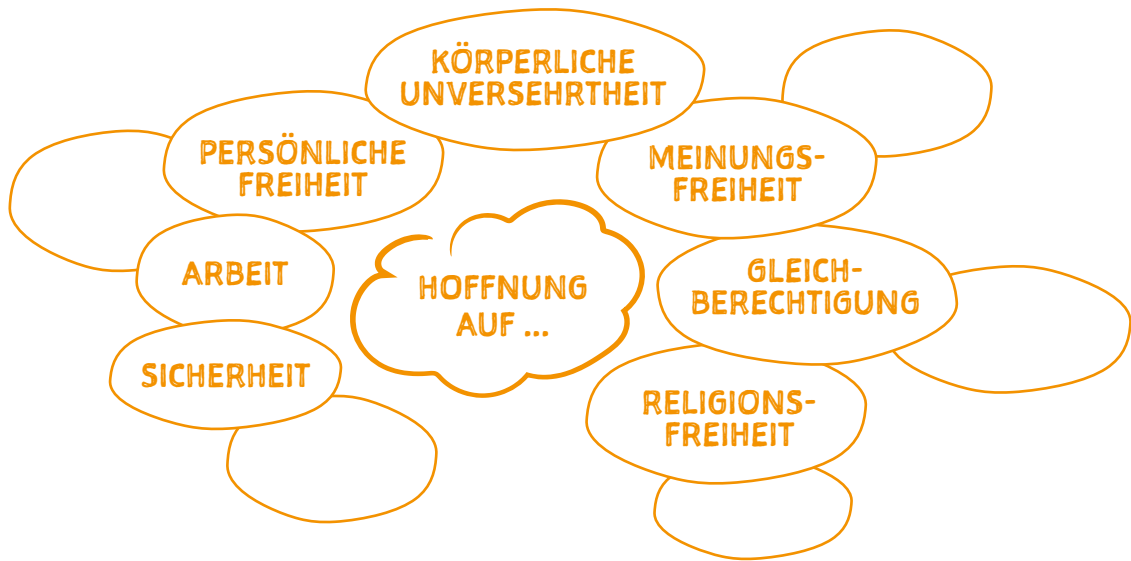 KÖRPERLICHE
UNVERSEHRTHEIT
PERSÖNLICHE
FREIHEIT
MEINUNGS-
FREIHEIT
ARBEIT
HOFFNUNG
AUF ...
GLEICH-
BERECHTIGUNG
SICHERHEIT
RELIGIONS-
FREIHEIT